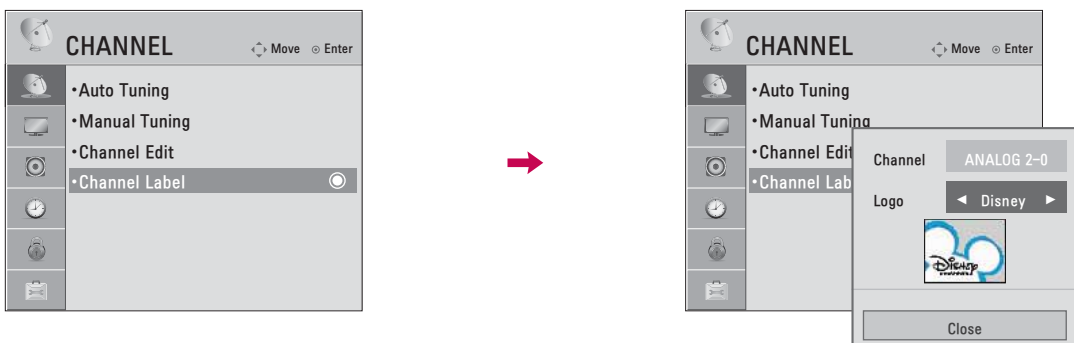 CHANNEL
Move
Enter
•Auto Tuning
•Manual Tuning
•Channel Edit
•Channel Label
CHANNEL
Move
Enter
•Auto Tuning
•Manual Tuning
•Channel Edit
•Channel Lab
Channel
ANALOG 2-0
Logo
◄ Disney ►
Disney
Close